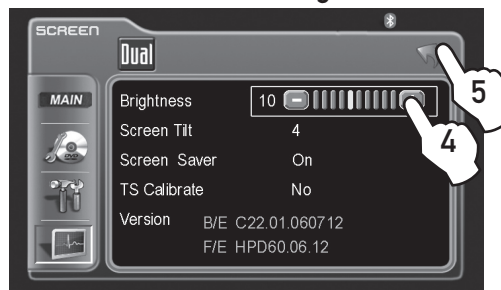 SCREEN
Dual
5
MAIN
Brightness 10
4
Screen Tilt 4
Screen Saver On
TS Calibrate No
Version B/E C22.01.060712
F/E HPD60.06.12